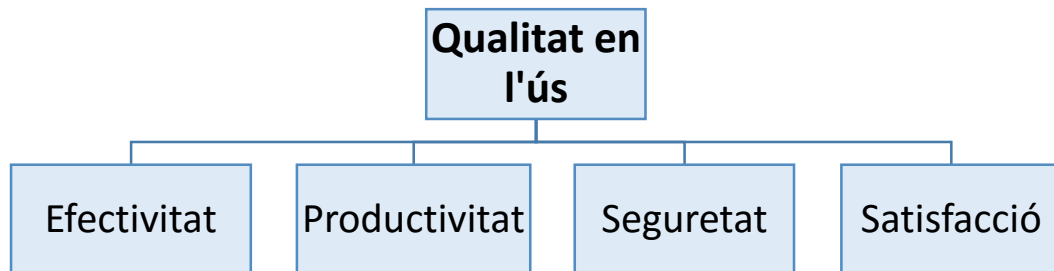 Qualitat en
l'ús
Efectivitat
Productivitat
Seguretat
Satisfacció